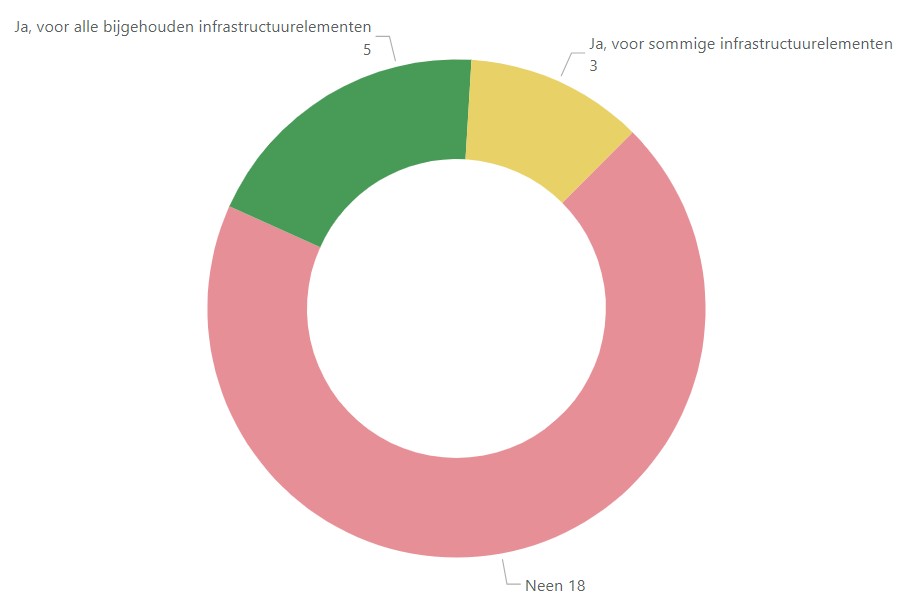 Ja, voor alle bijgehouden infrastructuurelementen
5
Ja, voor sommige infrastructuurelementen
3
Neen 18